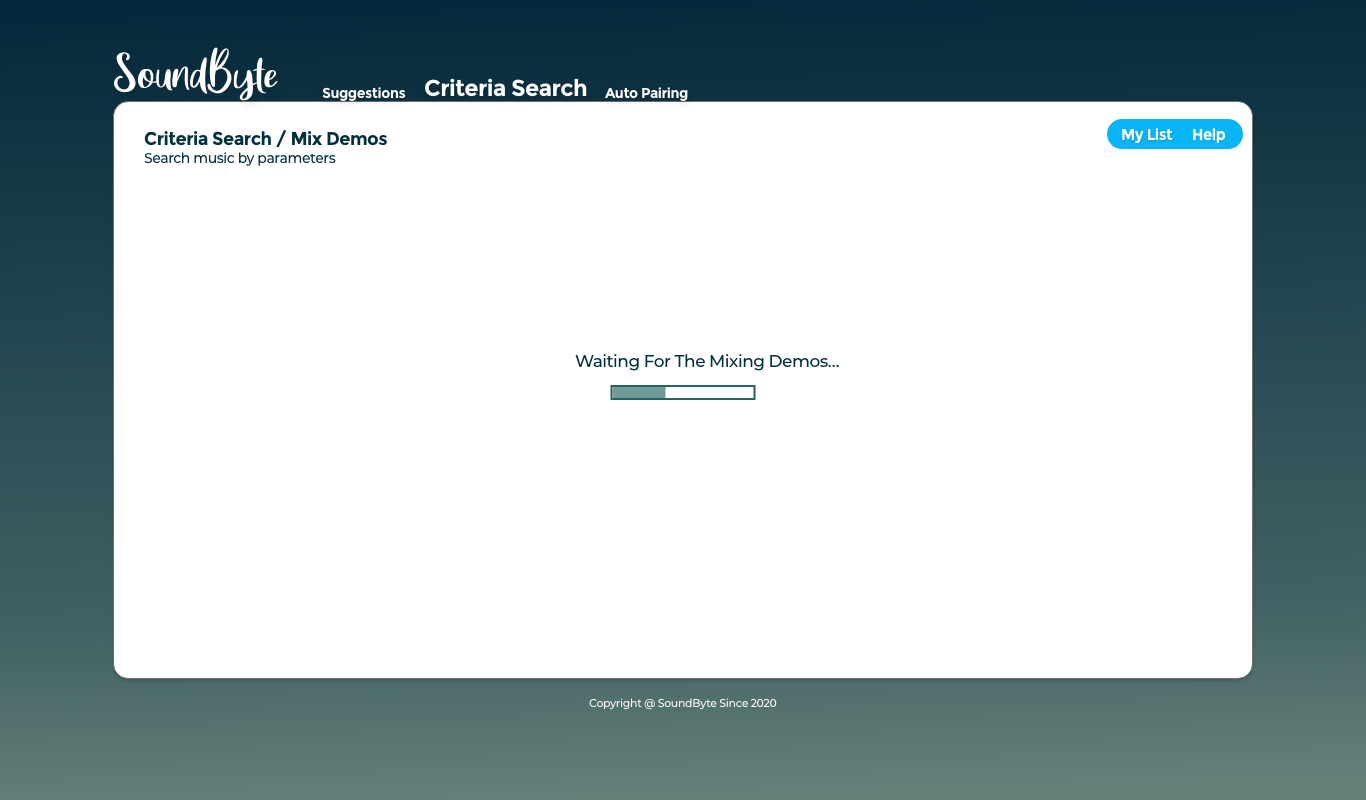 SoundByte
Suggestions Criteria Search Auto Pairing
Criteria Search / Mix Demos
Search music by parameters
My List Help
Waiting For The Mixing Demos...
Copyright @ SoundByte Since 2020